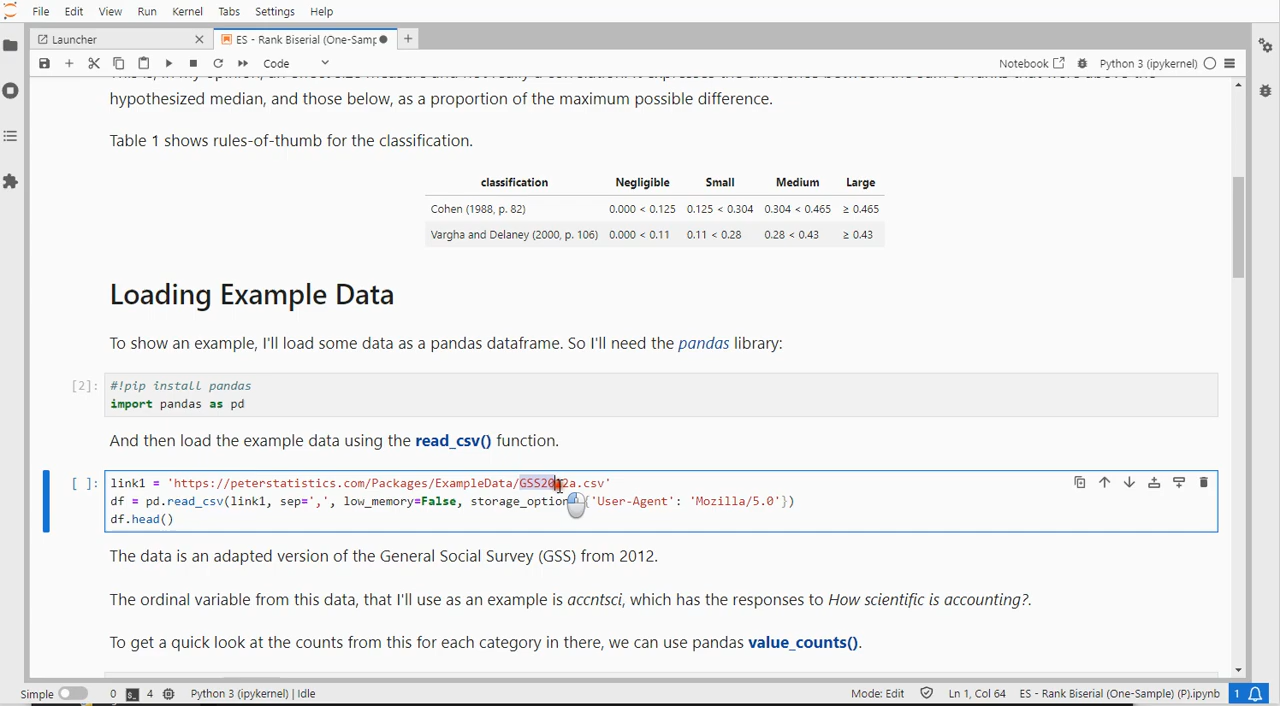 File Edit View Run Kernel Tabs Settings Help
Launcher
ES - Rank Biserial (One-Samp
Code
Notebook
Python 3 (ipykernel)
hypothesized median, and those below, as a proportion of the maximum possible difference.
Table 1 shows rules-of-thumb for the classification.
classification Negligible Small Medium Large
Cohen (1988, p. 82) 0.000 < 0.125 0.125 < 0.304 0.304 < 0.465 ≥ 0.465
Vargha and Delaney (2000, p. 106) 0.000 < 0.11 0.11 < 0.28 0.28 < 0.43 ≥ 0.43
Loading Example Data
To show an example, I'll load some data as a pandas dataframe. So I'll need the pandas library:
[2]: #!pip install pandas
import pandas as pd
And then load the example data using the read_csv() function.
[ ]: link1 = 'https://peterstatistics.com/Packages/ExampleData/GSS2012a.csv'
df = pd.read_csv(link1, sep=',', low_memory=False, {'User-Agent': 'Mozilla/5.0'})
df.head()
The data is an adapted version of the General Social Survey (GSS) from 2012.
The ordinal variable from this data, that I'll use as an example is accntsci, which has the responses to How scientific is accounting?.
To get a quick look at the counts from this for each category in there, we can use pandas value_counts().
Simple 0 4 Python 3 (ipykernel) | Idle Mode: Edit Ln 1, Col 64 ES - Rank Biserial (One-Sample) (P).ipynb 1